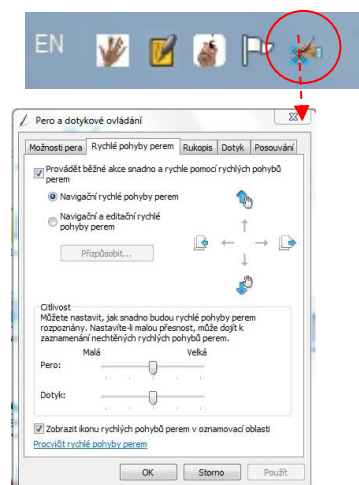 EN
Pero a dotykové ovládání
Možnosti pera Rychlé pohyby perem Rukopis Dotyk Posouvání
Provádět běžné akce snadno a rychle pomocí rychlých pohybů
perem
Navigační rychlé pohyby perem
Navigační a editační rychlé
pohyby perem
Přizpůsobit...
Citlivost
Můžete nastavit, jak snadno budou rychlé pohyby perem
rozpoznány. Nastavíte-li malou přesnost, může dojít k
zaznamenání nechtěných rychlých pohybů perem.
Malá Velká
Pero:
Dotyk:
Zobrazit ikonu rychlých pohybů perem v oznamovací oblasti
Procvičit rychlé pohyby perem
OK Storno Použít